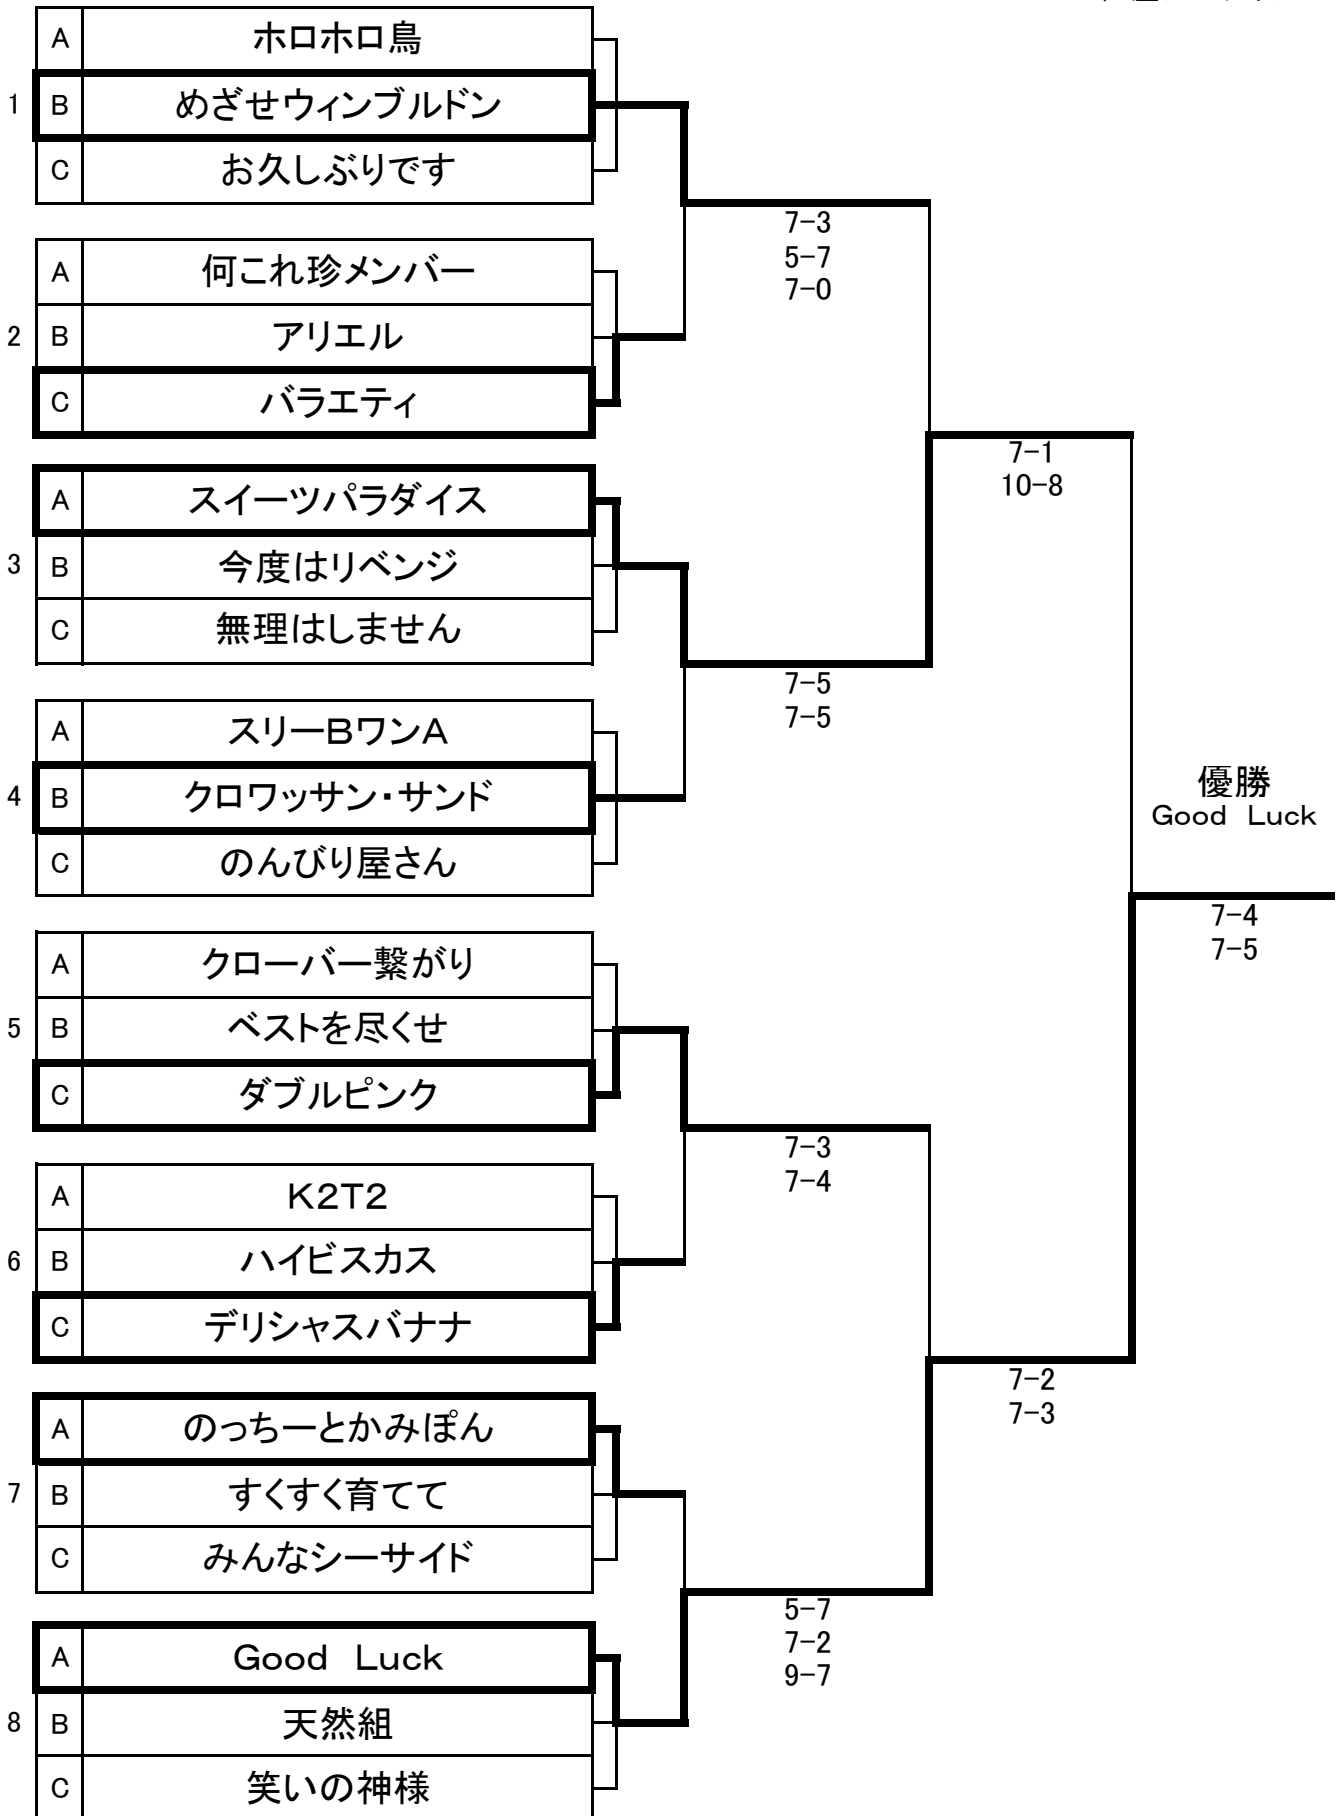 A ホロホロ鳥
1 B めざせウィンブルドン
C お久しぶりです
7-3
5-7
7-0
A 何これ珍メンバー
2 B アリエル
C バラエティ
7-1
10-8
A スイーツパラダイス
3 B 今度はリベンジ
C 無理はしません
7-5
7-5
A スリーBワンA
4 B クロワッサン・サンド
C のんびり屋さん
優勝
Good Luck
7-4
7-5
A クローバー繋がり
5 B ベストを尽くせ
C ダブルピンク
7-3
7-4
A K2T2
6 B ハイビスカス
C デリシャスバナナ
7-2
7-3
A のっちーとかみぽん
7 B すくすく育てて
C みんなシーサイド
5-7
7-2
9-7
A Good Luck
8 B 天然組
C 笑いの神様